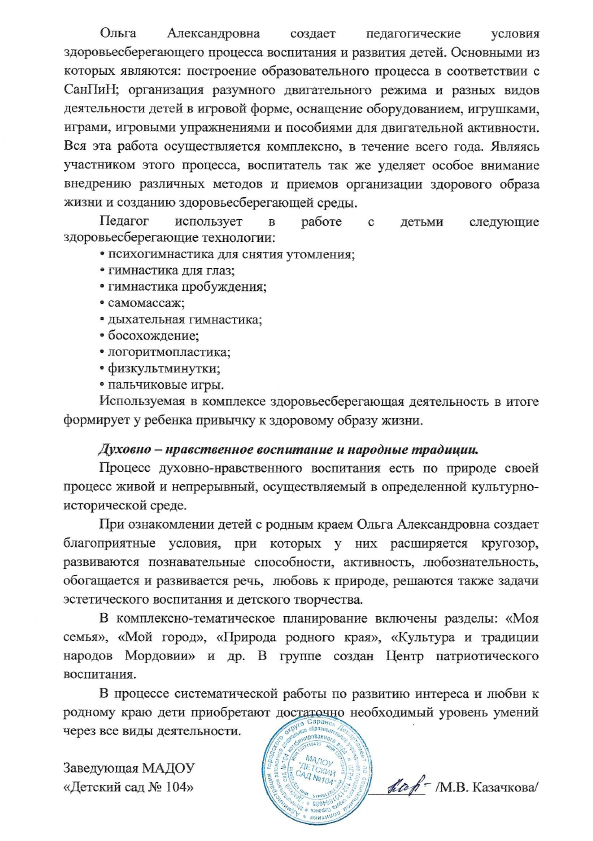 Ольга Александровна создает педагогические условия
здоровьесберегающего процесса воспитания и развития детей. Основными из
которых являются: построение образовательного процесса в соответствии с
СанПиН; организация разумного двигательного режима и разных видов
деятельности детей в игровой форме, оснащение оборудованием, игрушками,
играми, игровыми упражнениями и пособиями для двигательной активности.
Вся эта работа осуществляется комплексно, в течение всего года. Являясь
участником этого процесса, воспитатель так же уделяет особое внимание
внедрению различных методов и приемов организации здорового образа
жизни и созданию здоровьесберегающей среды.
Педагог использует в работе с детьми следующие
здоровьесберегающие технологии:
• психогимнастика для снятия утомления;
• гимнастика для глаз;
• гимнастика пробуждения;
• самомассаж;
• дыхательная гимнастика;
• босохождение;
• логоритмопластика;
• физкультминутки;
• пальчиковые игры.
Используемая в комплексе здоровьесберегающая деятельность в итоге
формирует у ребенка привычку к здоровому образу жизни.
Духовно – нравственное воспитание и народные традиции.
Процесс духовно-нравственного воспитания есть по природе своей
процесс живой и непрерывный, осуществляемый в определенной культурно-
исторической среде.
При ознакомлении детей с родным краем Ольга Александровна создает
благоприятные условия, при которых у них расширяется кругозор,
развиваются познавательные способности, активность, любознательность,
обогащается и развивается речь, любовь к природе, решаются также задачи
эстетического воспитания и детского творчества.
В комплексно-тематическое планирование включены разделы: «Моя
семья», «Мой город», «Природа родного края», «Культура и традиции
народов Мордовии» и др. В группе создан Центр патриотического
воспитания.
В процессе систематической работы по развитию интереса и любви к
родному краю дети приобретают достаточно необходимый уровень умений
через все виды деятельности.
МАДОУ
"ДЕТСКИЙ
САД №104"
Заведующая МАДОУ
«Детский сад № 104» /М.В. Казачкова/